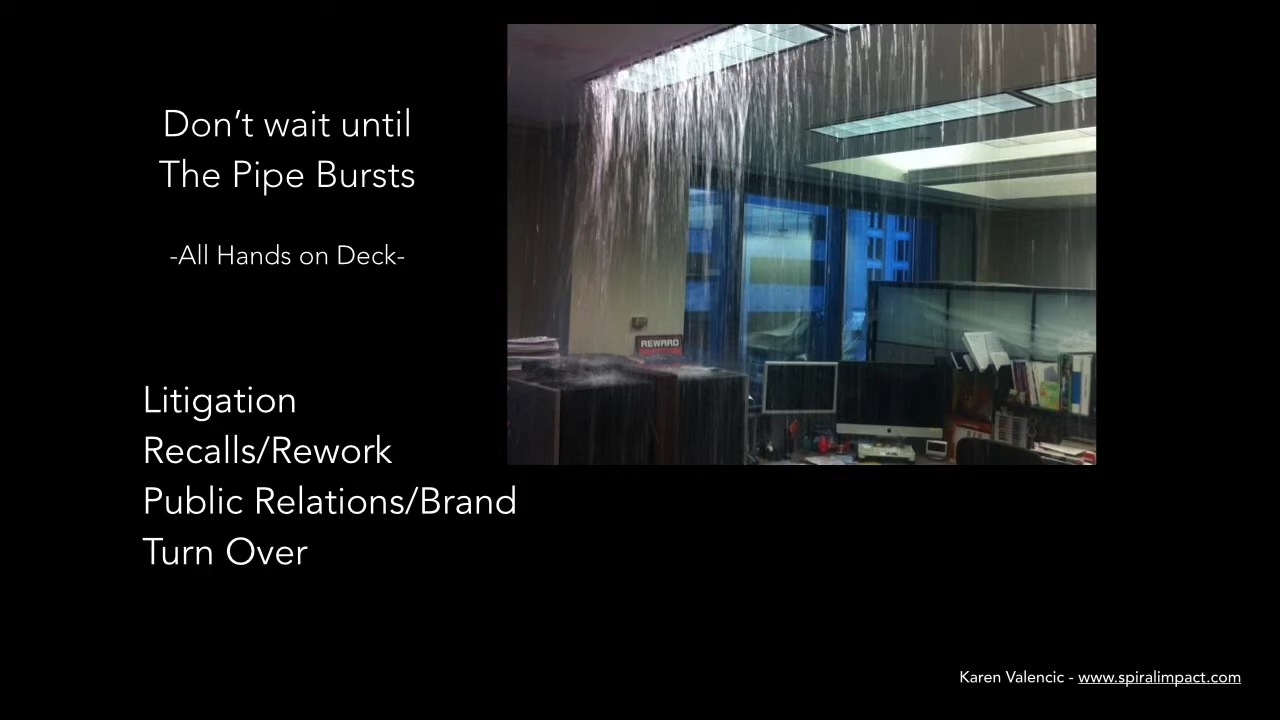 Don’t wait until
The Pipe Bursts
-All Hands on Deck-
REWARD
Litigation
Recalls/Rework
Public Relations/Brand
Turn Over
Karen Valencic - www.spiralimpact.com